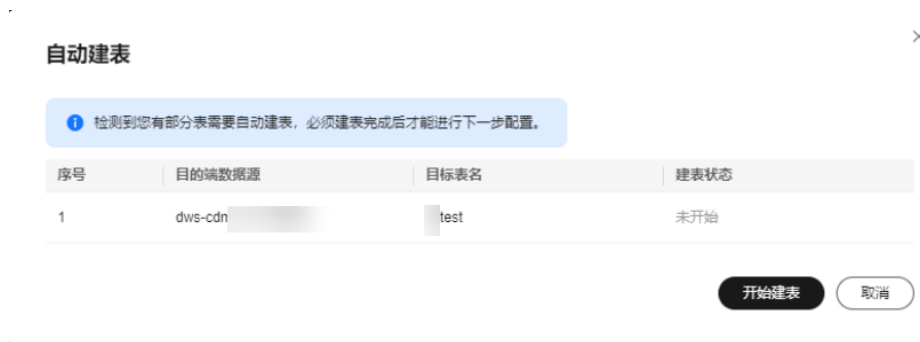 自动建表
检测到您有部分表需要自动建表，必须建表完成后才能进行下一步配置。
序号 目的端数据源 目标表名 建表状态
1 dws-cdm test 未开始
开始建表 取消